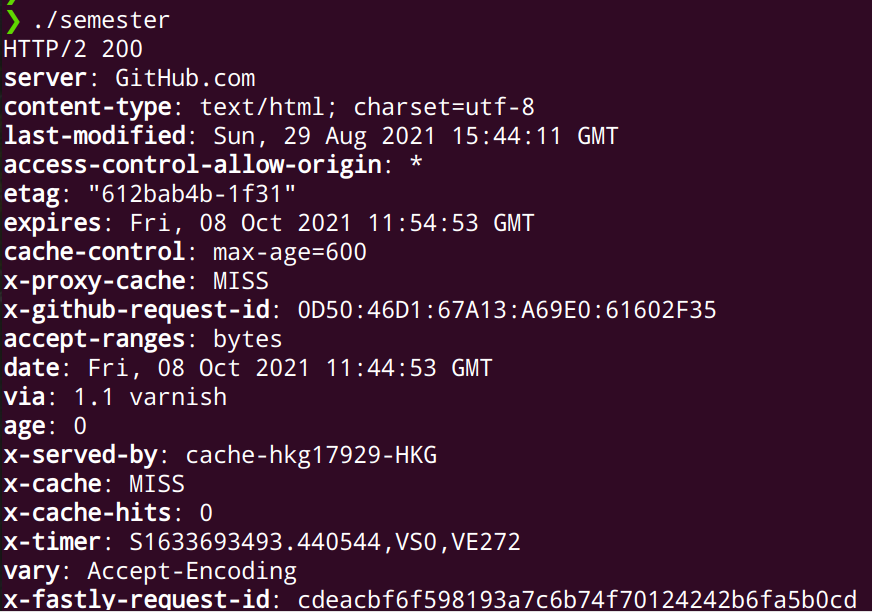 ❯ ./semester
HTTP/2 200
server: GitHub.com
content-type: text/html; charset=utf-8
last-modified: Sun, 29 Aug 2021 15:44:11 GMT
access-control-allow-origin: *
etag: "612bab4b-1f31"
expires: Fri, 08 Oct 2021 11:54:53 GMT
cache-control: max-age=600
x-proxy-cache: MISS
x-github-request-id: 0D50:46D1:67A13:A69E0:61602F35
accept-ranges: bytes
date: Fri, 08 Oct 2021 11:44:53 GMT
via: 1.1 varnish
age: 0
x-served-by: cache-hkg17929-HKG
x-cache: MISS
x-cache-hits: 0
x-timer: S1633693493.440544,VS0,VE272
vary: Accept-Encoding
x-fastly-request-id: cdeacbf6f598193a7c6b74f70124242b6fa5b0cd